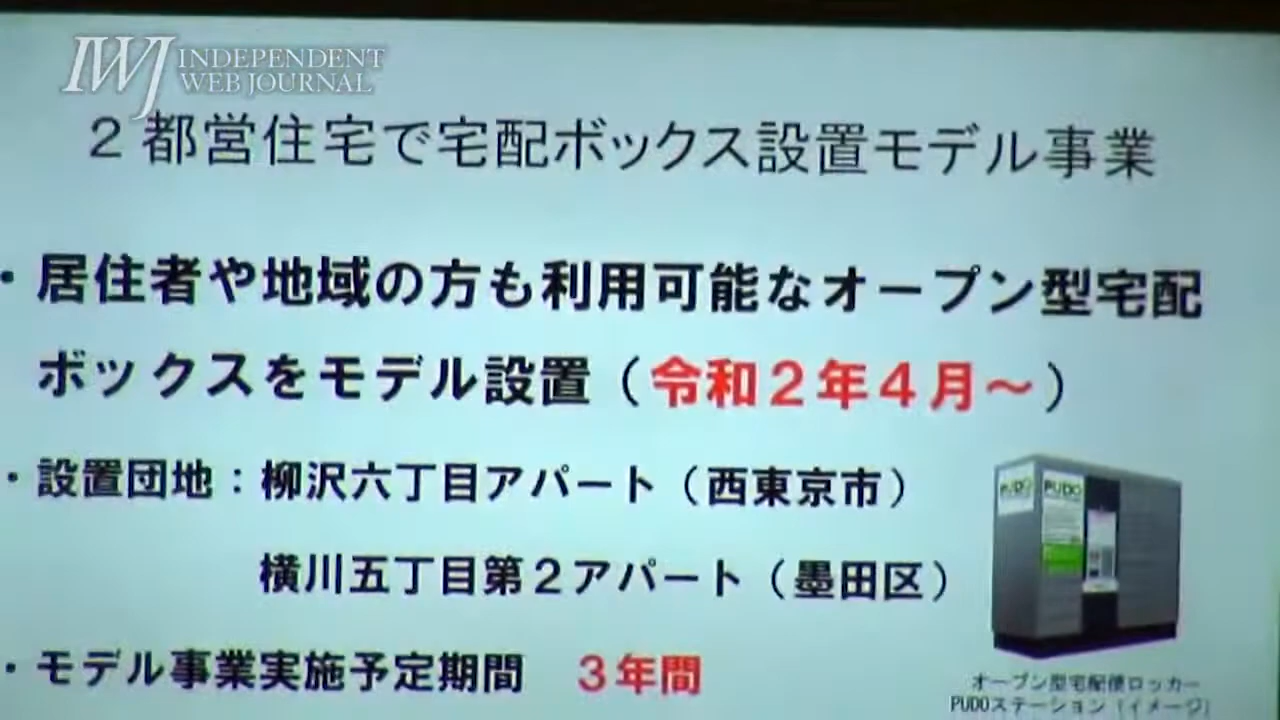 IWJ INDEPENDENT
WEB JOURNAL
２都営住宅で宅配ボックス設置モデル事業
・居住者や地域の方も利用可能なオープン型宅配
ボックスをモデル設置（令和２年４月～）
・設置団地：柳沢六丁目アパート（西東京市）
横川五丁目第２アパート（墨田区）
・モデル事業実施予定期間　３年間
PUDO PUDO
オープン型宅配便ロッカー
PUDOステーション（イメージ）